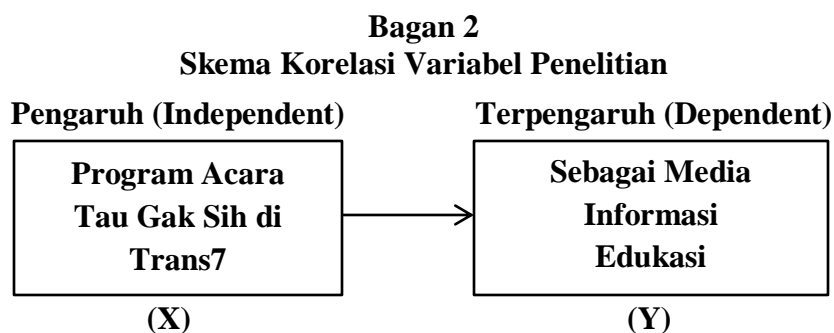 Bagan 2
Skema Korelasi Variabel Penelitian
Pengaruh (Independent)
Terpengaruh (Dependent)
Program Acara
Tau Gak Sih di
Trans7
Sebagai Media
Informasi
Edukasi
(X)
(Y)